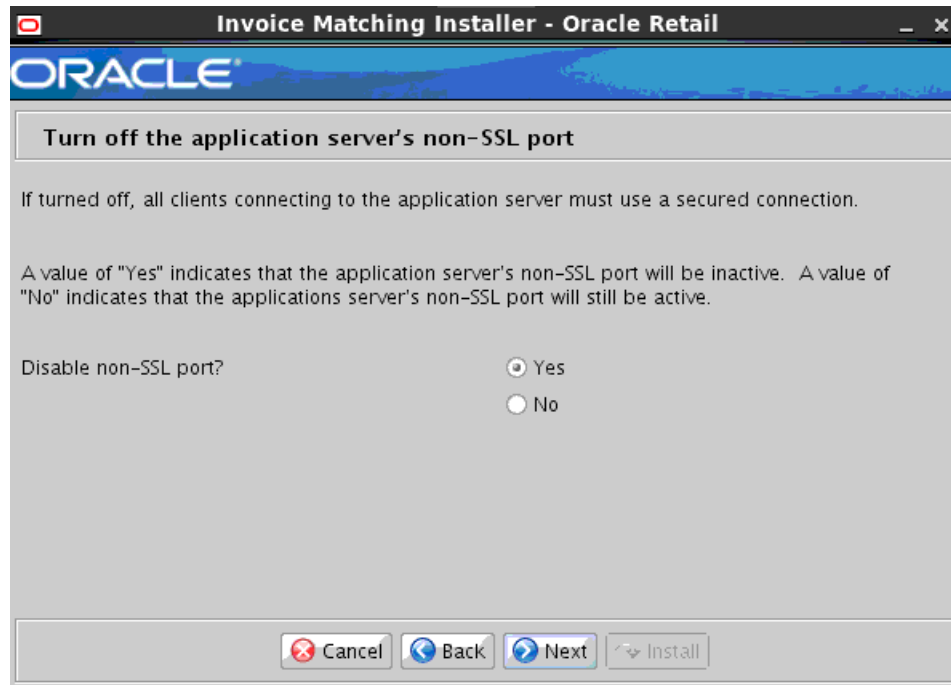 Invoice Matching Installer - Oracle Retail
ORACLE
Turn off the application server's non-SSL port
If turned off, all clients connecting to the application server must use a secured connection.
A value of "Yes" indicates that the application server's non-SSL port will be inactive. A value of
"No" indicates that the applications server's non-SSL port will still be active.
Disable non-SSL port?
Yes
No
Cancel
Back
Next
Install